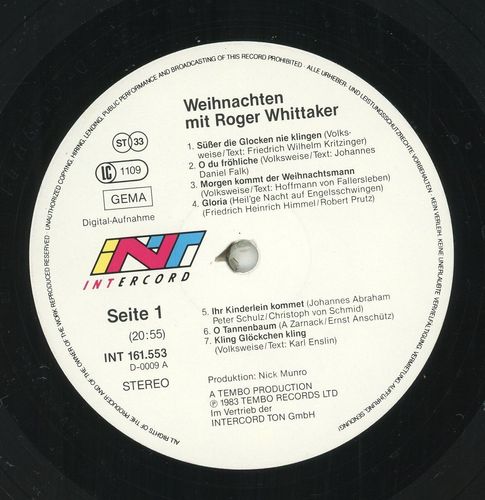 UNAUTHORIZED COPYING, HIRING, LENDING, PUBLIC PERFORMANCE AND BROADCASTING OF THIS RECORD PROHIBITED · ALLE URHEBER- UND LEISTUNGSSCHUTZRECHTE VORBEHALTEN · KEIN VERLEIH! KEINE UNERLAUBTE VERVIELFÄLTIGUNG, AUFFÜHRUNG, SENDUNG!
ALL RIGHTS OF THE PRODUCER AND OF THE OWNER OF THE WORK REPRODUCED RESERVED ·
Weihnachten
mit Roger Whittaker
ST 33
LC 1109
GEMA
Digital-Aufnahme
1. Süßer die Glocken nie klingen (Volks-
weise/Text: Friedrich Wilhelm Kritzinger)
2. O du fröhliche (Volksweise/Text: Johannes
Daniel Falk)
3. Morgen kommt der Weihnachtsmann
(Volksweise/Text: Hoffmann von Fallersleben)
4. Gloria (Heil'ge Nacht auf Engelsschwingen)
(Friedrich Heinrich Himmel/Robert Prutz)
INT
INTERCORD
Seite 1
(20:55)
INT 161.553
D-0009 A
STEREO
5. Ihr Kinderlein kommet (Johannes Abraham
Peter Schulz/Christoph von Schmid)
6. O Tannenbaum (A Zarnack/Ernst Anschütz)
7. Kling Glöckchen kling
(Volksweise/Text: Karl Enslin)
Produktion: Nick Munro
A TEMBO PRODUCTION
℗ 1983 TEMBO RECORDS LTD
Im Vertrieb der
INTERCORD TON GmbH